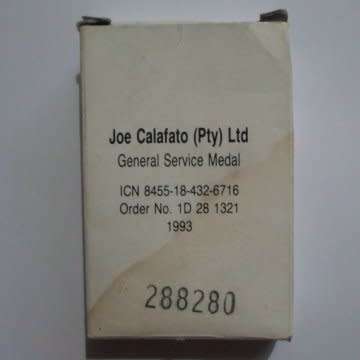 Joe Calafato (Pty) Ltd
General Service Medal
ICN 8455-18-432-6716
Order No. 1D 28 1321
1993
288280